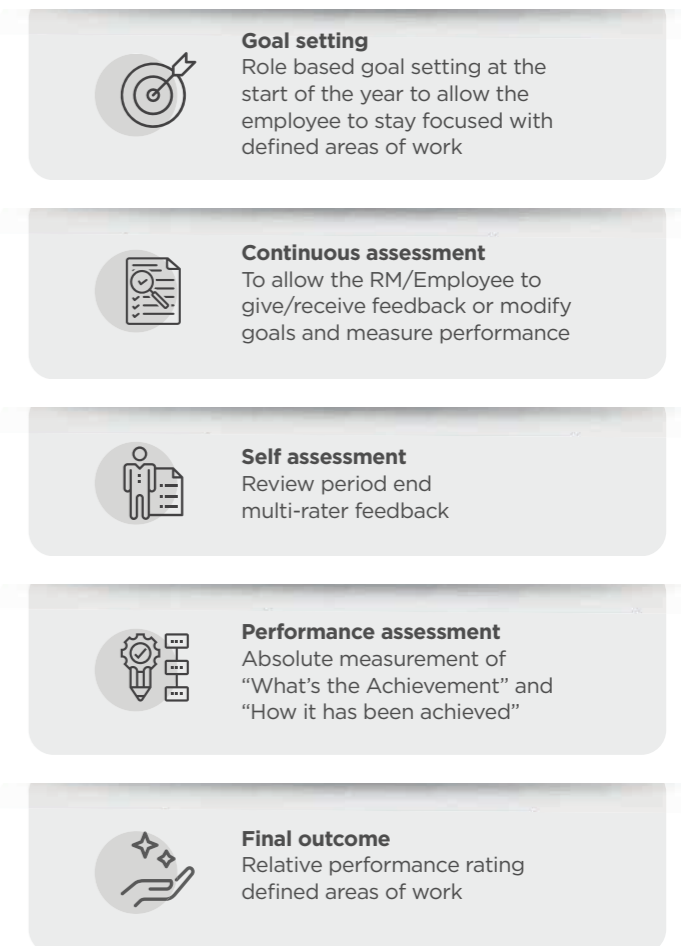 Goal setting
Role based goal setting at the
start of the year to allow the
employee to stay focused with
defined areas of work
Continuous assessment
To allow the RM/Employee to
give/receive feedback or modify
goals and measure performance
Self assessment
Review period end
multi-rater feedback
Performance assessment
Absolute measurement of
“What’s the Achievement” and
“How it has been achieved”
Final outcome
Relative performance rating
defined areas of work